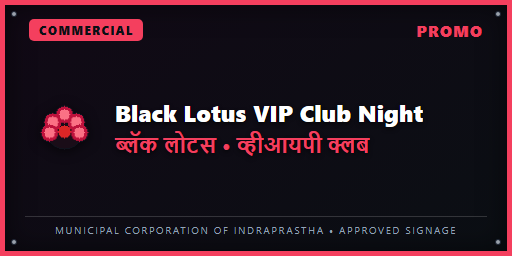 COMMERCIAL
PROMO
Black Lotus VIP Club Night
ब्लॅक लोटस • व्हीआयपी क्लब
MUNICIPAL CORPORATION OF INDRAPRASTHA • APPROVED SIGNAGE